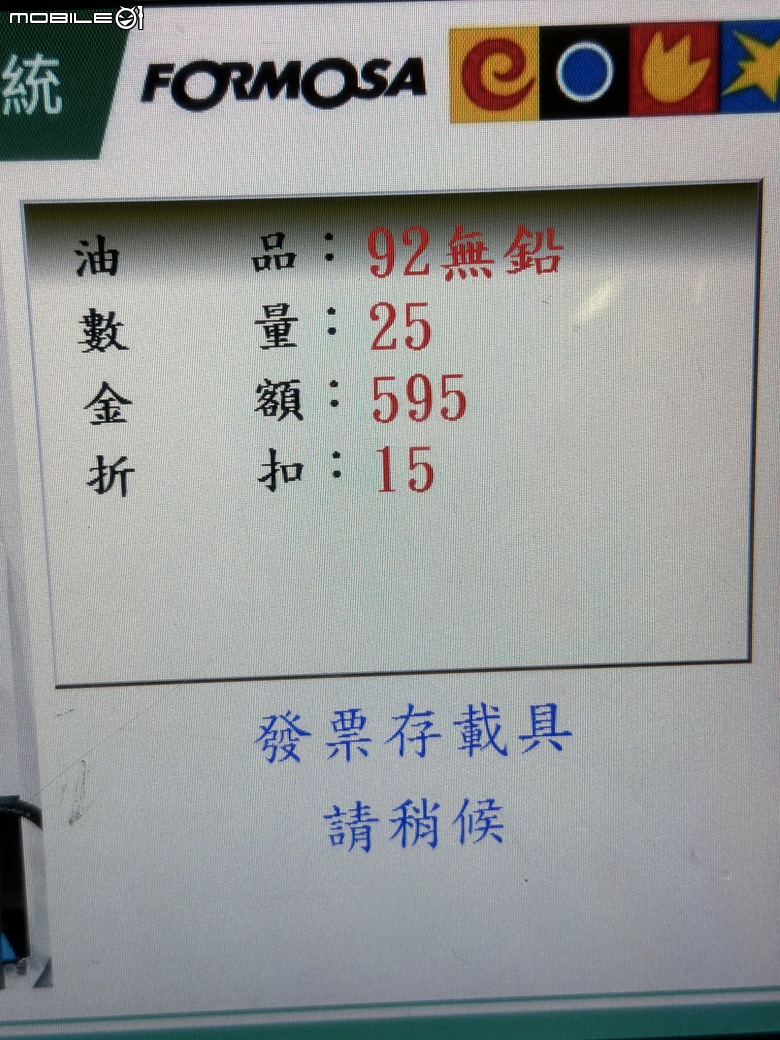 MOBILE01
統
FORMOSA
油 品：92無鉛
數 量：25
金 額：595
折 扣：15
發票存載具
請稍候